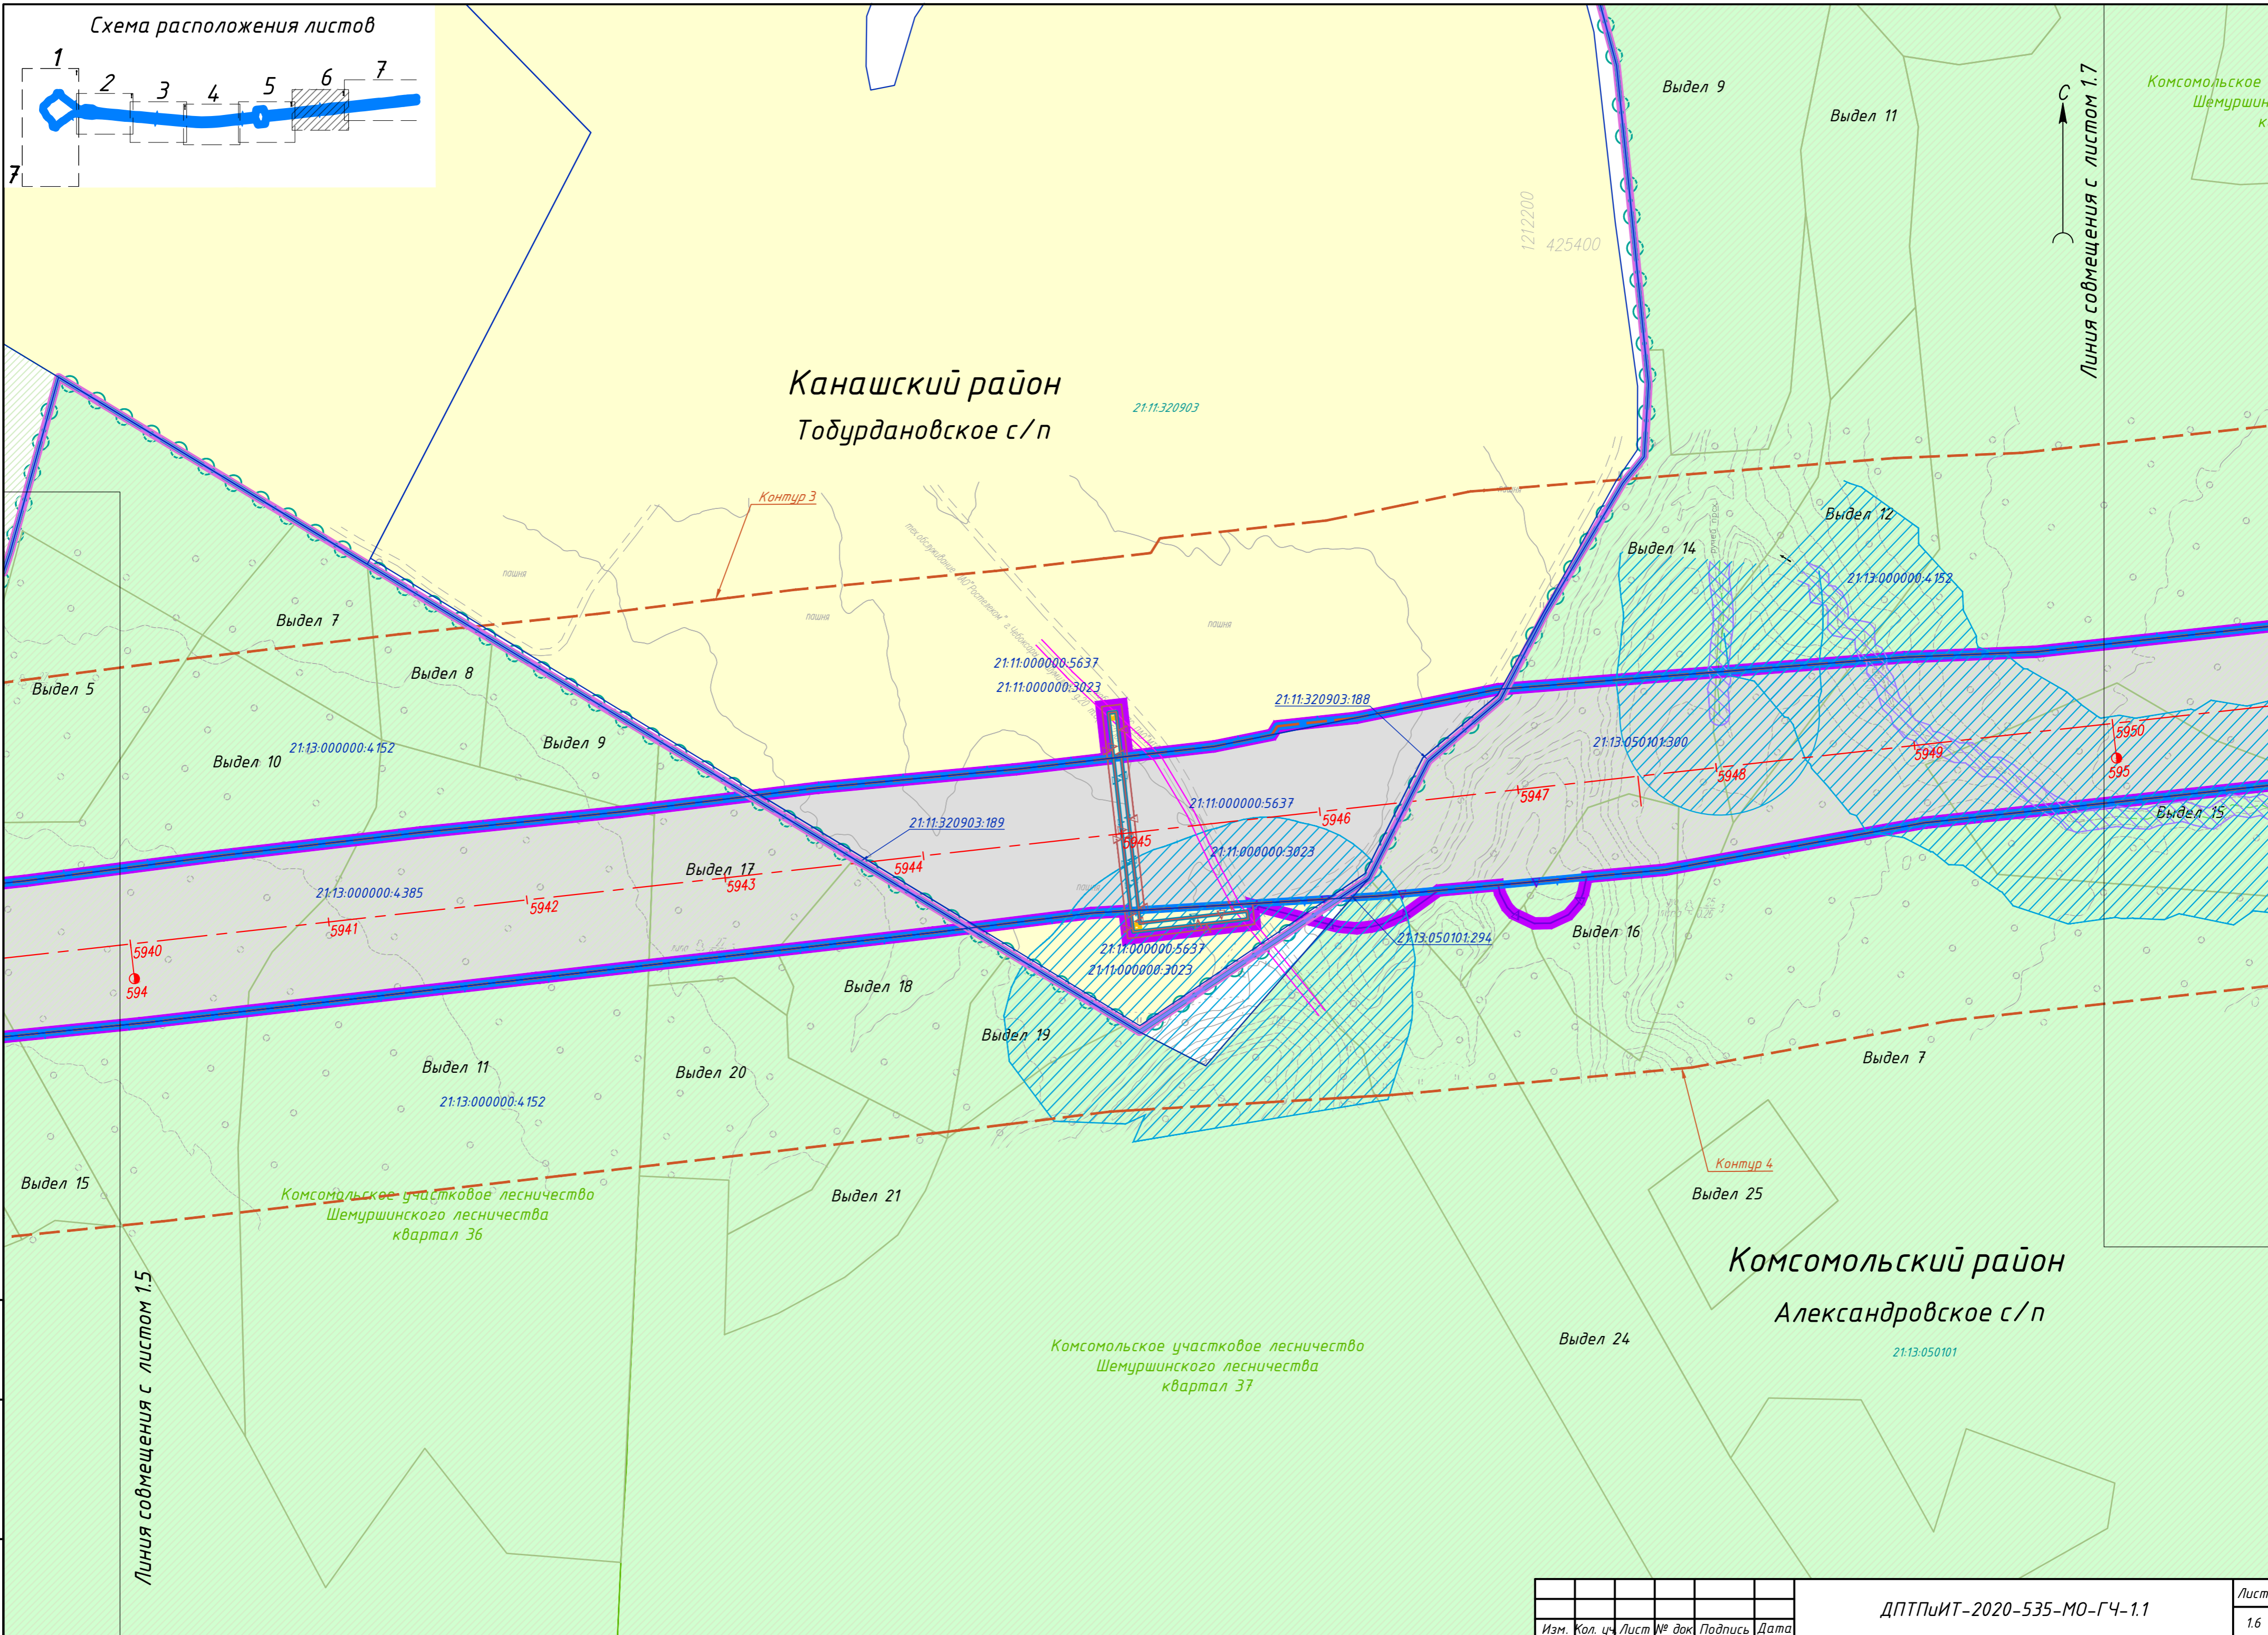 Схема расположения листов
1
2
3
4
5
6
7
7
Выдел 9
Выдел 11
С
Линия совмещения с листом 1.7
Комсомольское
1212200
425400
Канашский район
Тобурдановское с/п
21:11:320903
Контур 3
пашня
пашня
пашня
пашня
Выдел 12
Выдел 14
21:13:000000:4152
Выдел 7
Выдел 8
Выдел 5
Выдел 9
21:13:000000:4152
Выдел 10
21:11:000000:5637
21:11:000000:3023
21:11:320903:188
21:13:050101:300
5950
5949
5948
595
5947
21:11:000000:5637
5946
Выдел 15
21:11:320903:189
5945
21:11:000000:3023
5944
Выдел 17
5943
21:13:000000:4385
5942
5941
5940
594
Выдел 16
21:13:050101:294
21:11:000000:5637
21:11:000000:3023
Выдел 18
Выдел 19
Выдел 7
Выдел 11
Выдел 20
21:13:000000:4152
Контур 4
Выдел 15
Комсомольское участковое лесничество
Шемуршинского лесничества
квартал 36
Выдел 21
Выдел 25
Комсомольский район
Александровское с/п
21:13:050101
Выдел 24
Комсомольское участковое лесничество
Шемуршинского лесничества
квартал 37
Линия совмещения с листом 1.5
ДПТПиИТ-2020-535-МО-ГЧ-1.1
Лист
1.6
Изм. Кол. уч Лист № док Подпись Дата